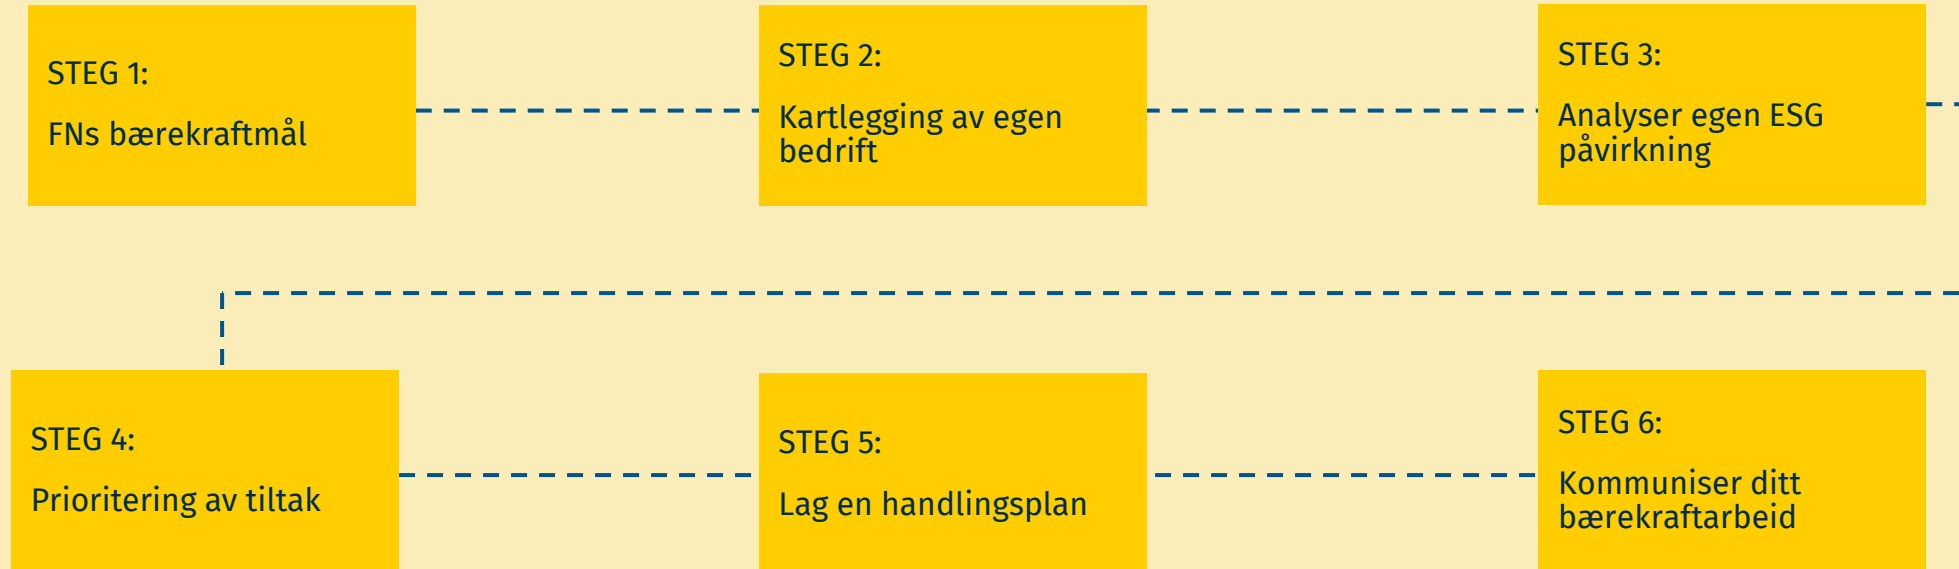 STEG 1:
FNs bærekraftmål
STEG 2:
Kartlegging av egen
bedrift
STEG 3:
Analyser egen ESG
påvirkning
STEG 4:
Prioritering av tiltak
STEG 5:
Lag en handlingsplan
STEG 6:
Kommuniser ditt
bærekraftarbeid